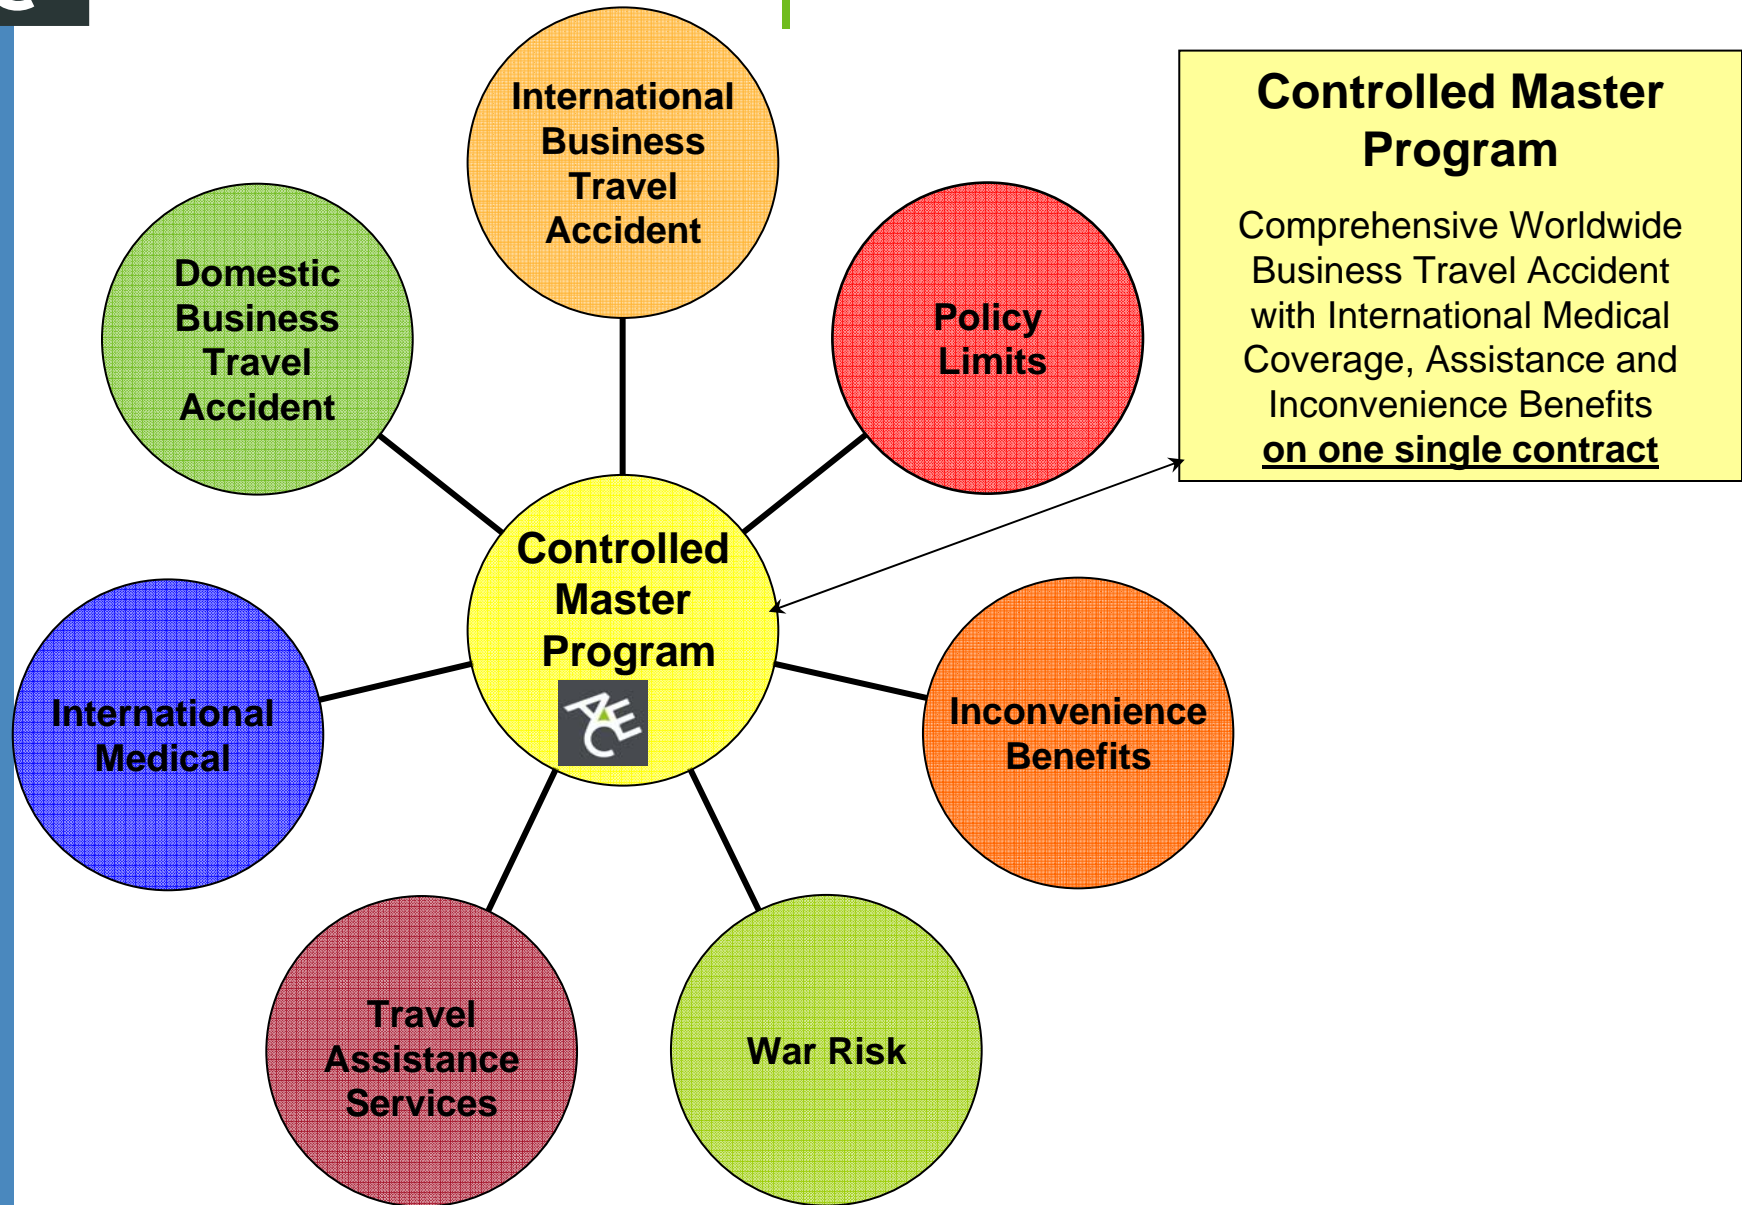 International
Business
Travel
Accident
Controlled Master
Program
Comprehensive Worldwide
Business Travel Accident
with International Medical
Coverage, Assistance and
Inconvenience Benefits
on one single contract
Domestic
Business
Travel
Accident
Policy
Limits
Controlled
Master
Program
ACE
International
Medical
Inconvenience
Benefits
Travel
Assistance
Services
War Risk